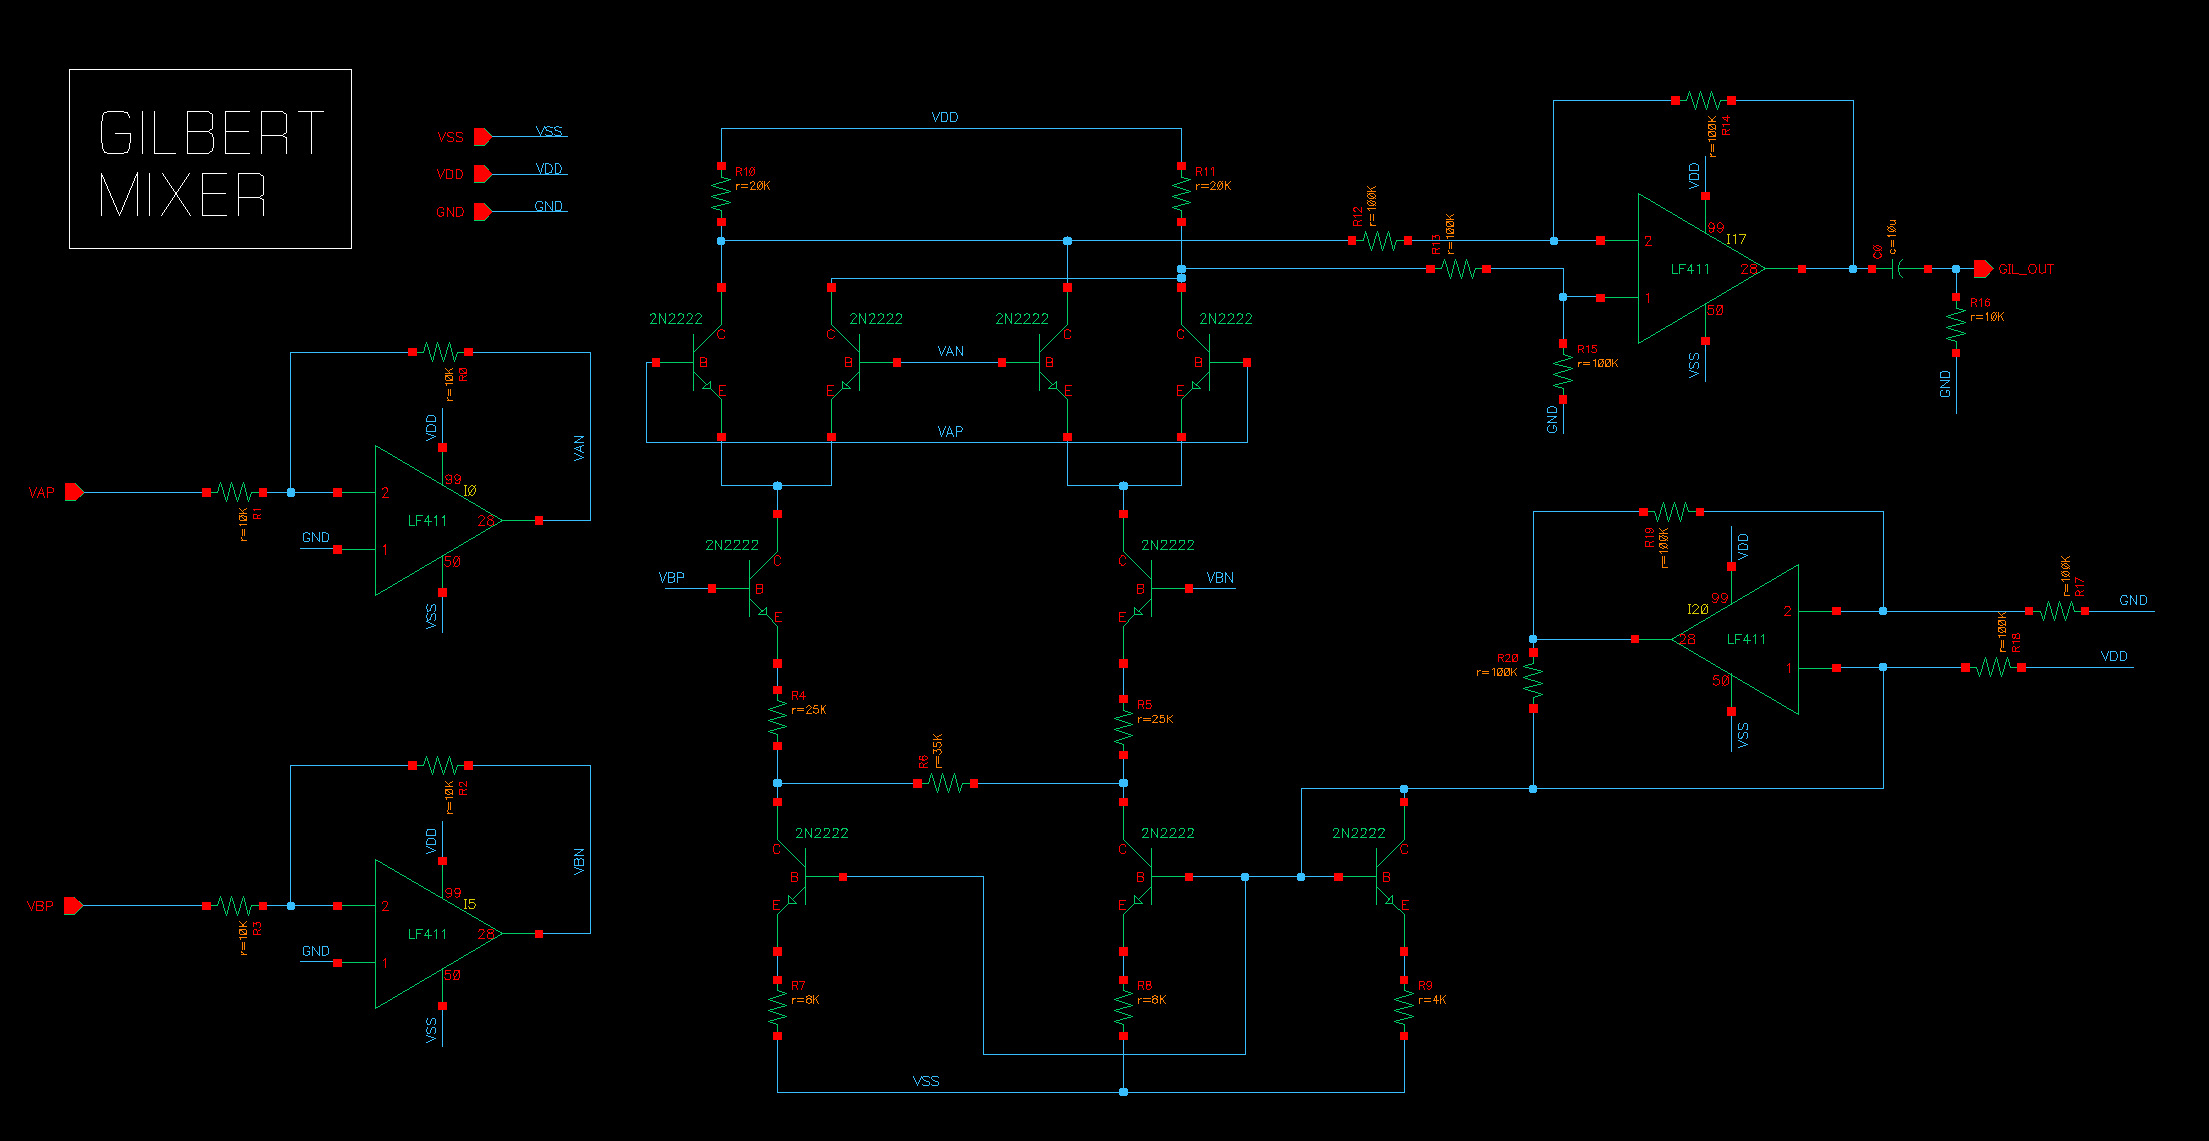 GILBERT
MIXER
VSS
VSS
VDD
VDD
GND
GND
VAP
R1
r=10K
R0
r=10K
VDD
99
I0
2
LF411
28
GND
1
50
VSS
VAN
VBP
R3
r=10K
R2
r=10K
VDD
99
I5
2
LF411
28
GND
1
50
VSS
VBN
VDD
R10
r=20K
R11
r=20K
2N2222
C
B
E
2N2222
C
B
E
VAN
2N2222
C
B
E
2N2222
C
B
E
VAP
2N2222
VBP
C
B
E
2N2222
VBN
C
B
E
R4
r=25K
R5
r=25K
R6
r=35K
2N2222
C
B
E
2N2222
C
B
E
2N2222
C
B
E
R7
r=8K
R8
r=8K
R9
r=4K
VSS
R12
r=100K
R13
r=100K
R14
r=100K
VDD
99
I17
2
LF411
28
1
50
VSS
R15
r=100K
GND
C0
c=10u
GIL_OUT
R16
r=10K
GND
R19
r=100K
VDD
99
I20
2
LF411
28
1
50
VSS
R17
r=100K
GND
R18
r=100K
VDD
R20
r=100K